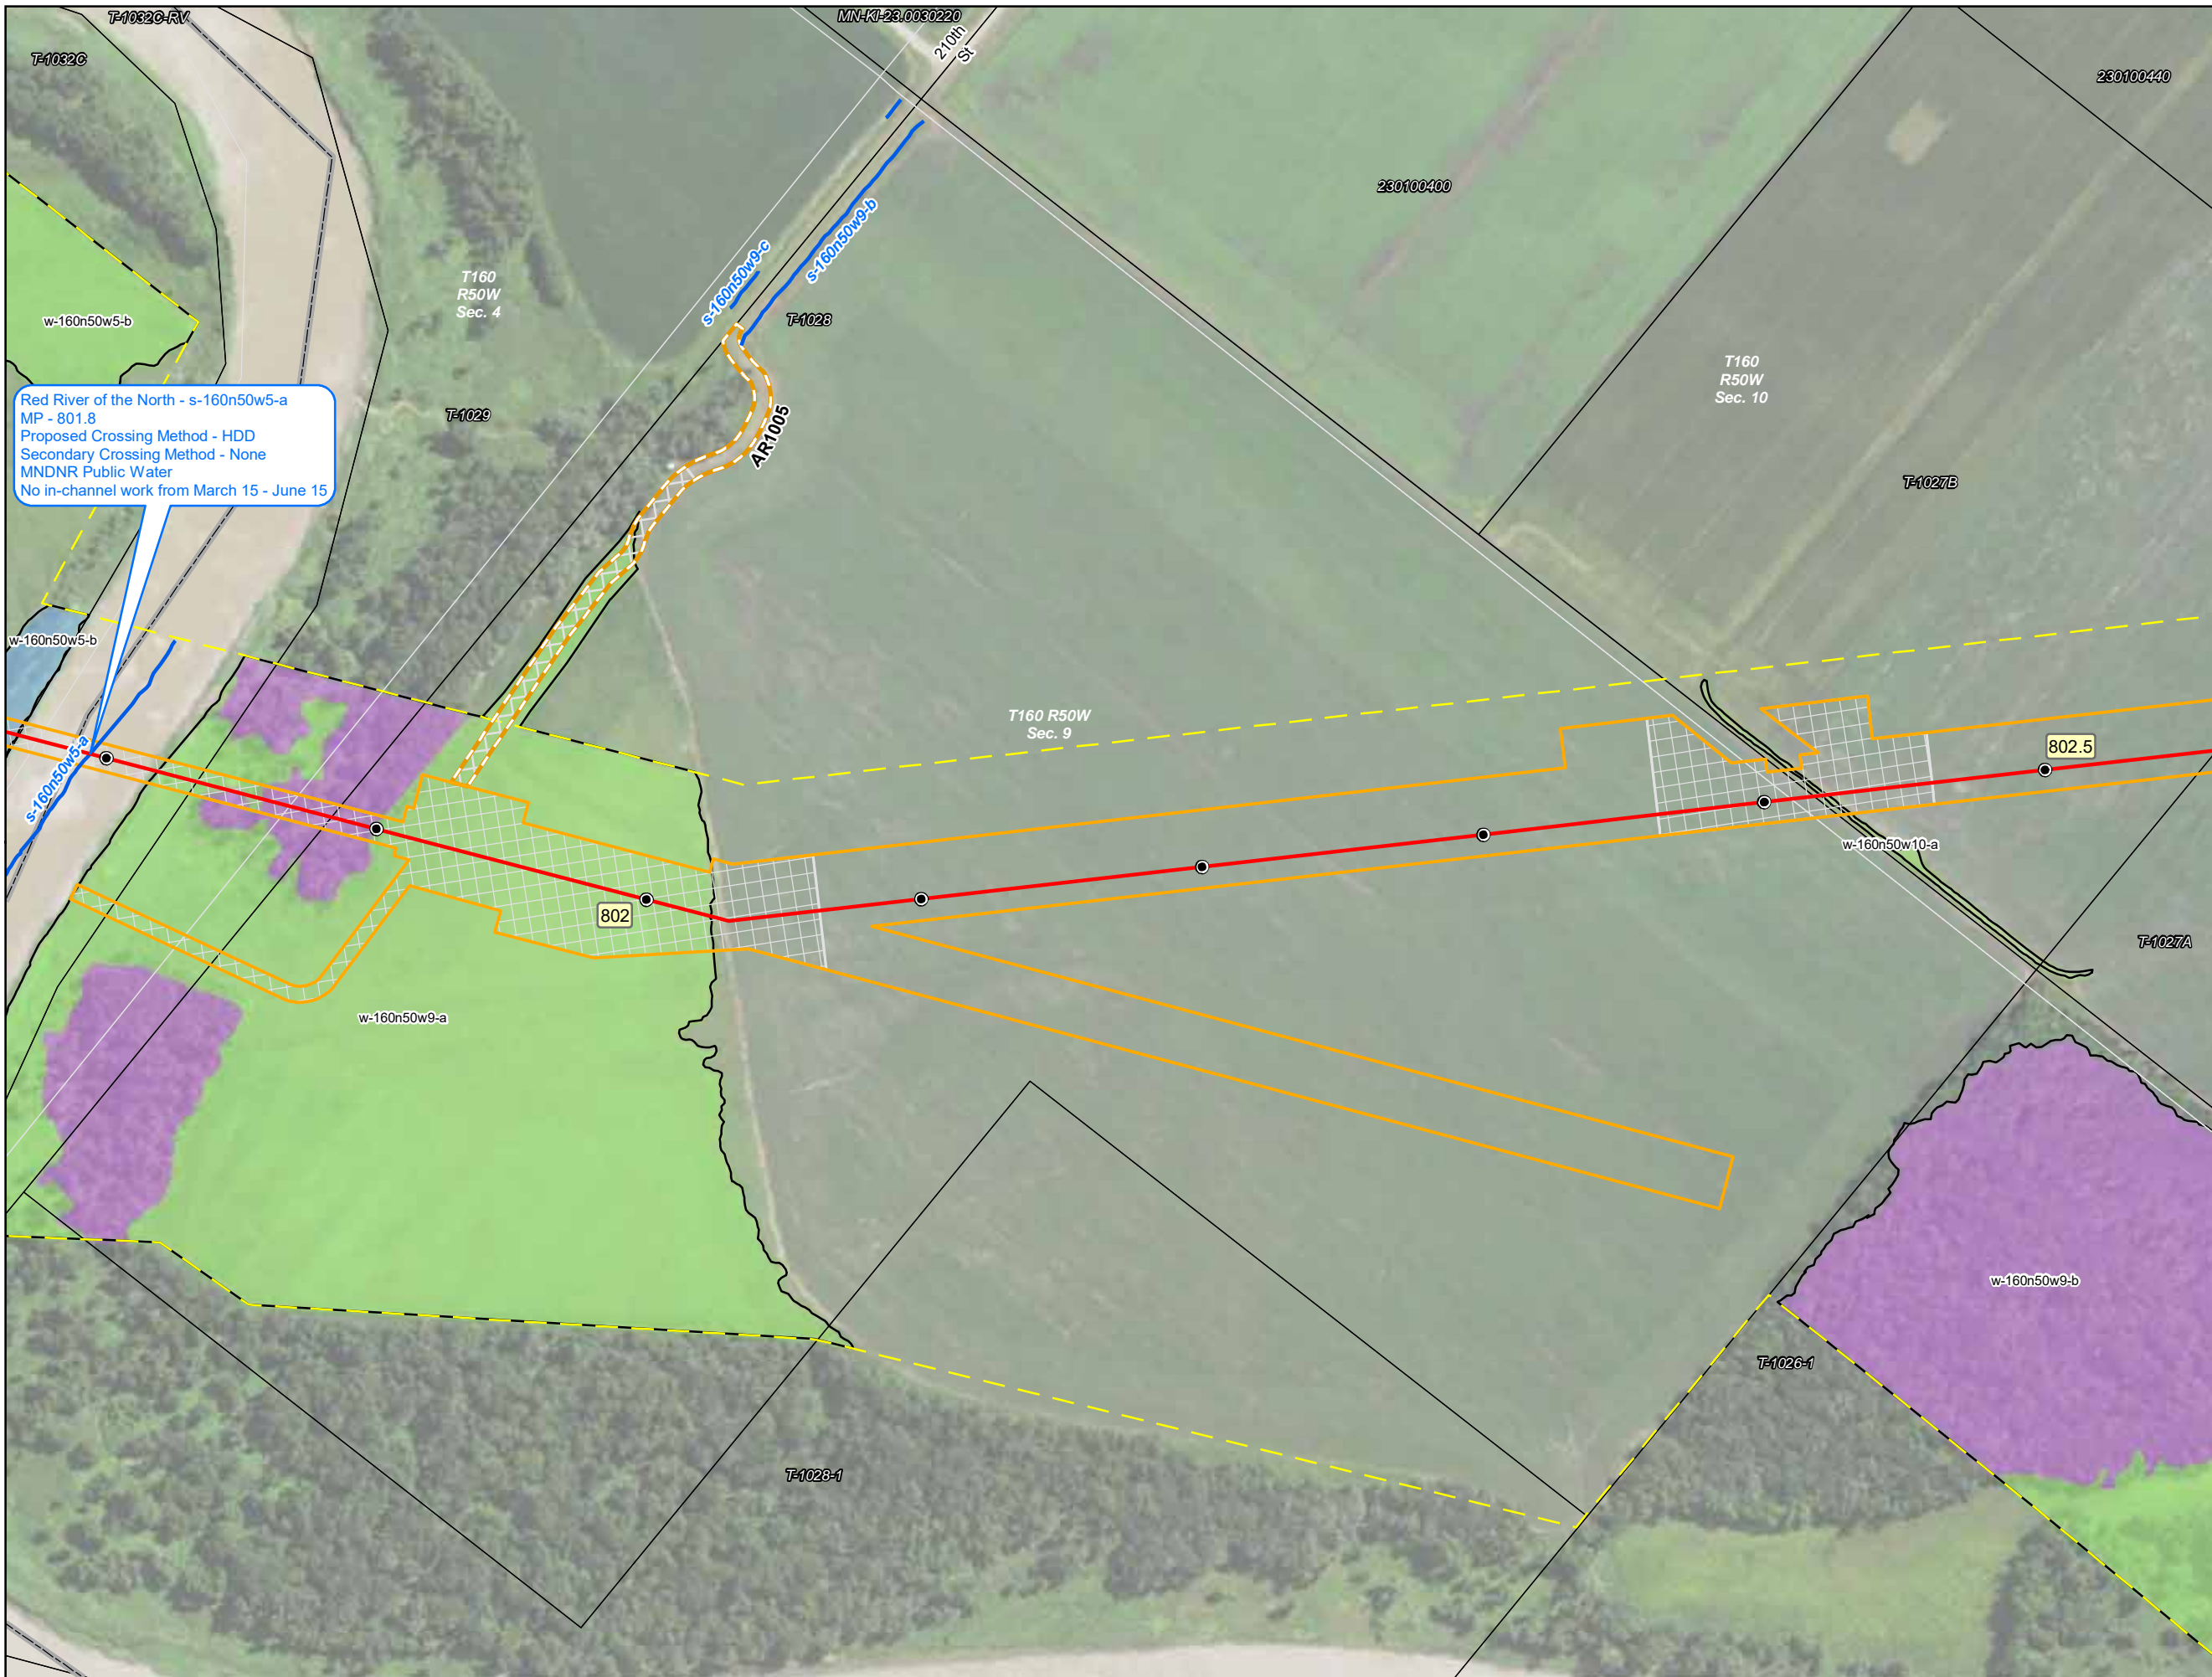 T-1032C-RV
MN-KI-23.0030220
T-1032C
210th
St
230100440
230100400
s-160n50w9-b
s-160n50w9-c
T160
R50W
Sec. 4
w-160n50w5-b
T-1028
T160
R50W
Sec. 10
Red River of the North - s-160n50w5-a
MP - 801.8
Proposed Crossing Method - HDD
Secondary Crossing Method - None
MNDNR Public Water
No in-channel work from March 15 - June 15
T-1029
AR1005
T-1027B
w-160n50w5-b
T160 R50W
Sec. 9
802.5
s-160n50w5-a
w-160n50w10-a
802
T-1027A
w-160n50w9-a
w-160n50w9-b
T-1026-1
T-1028-1